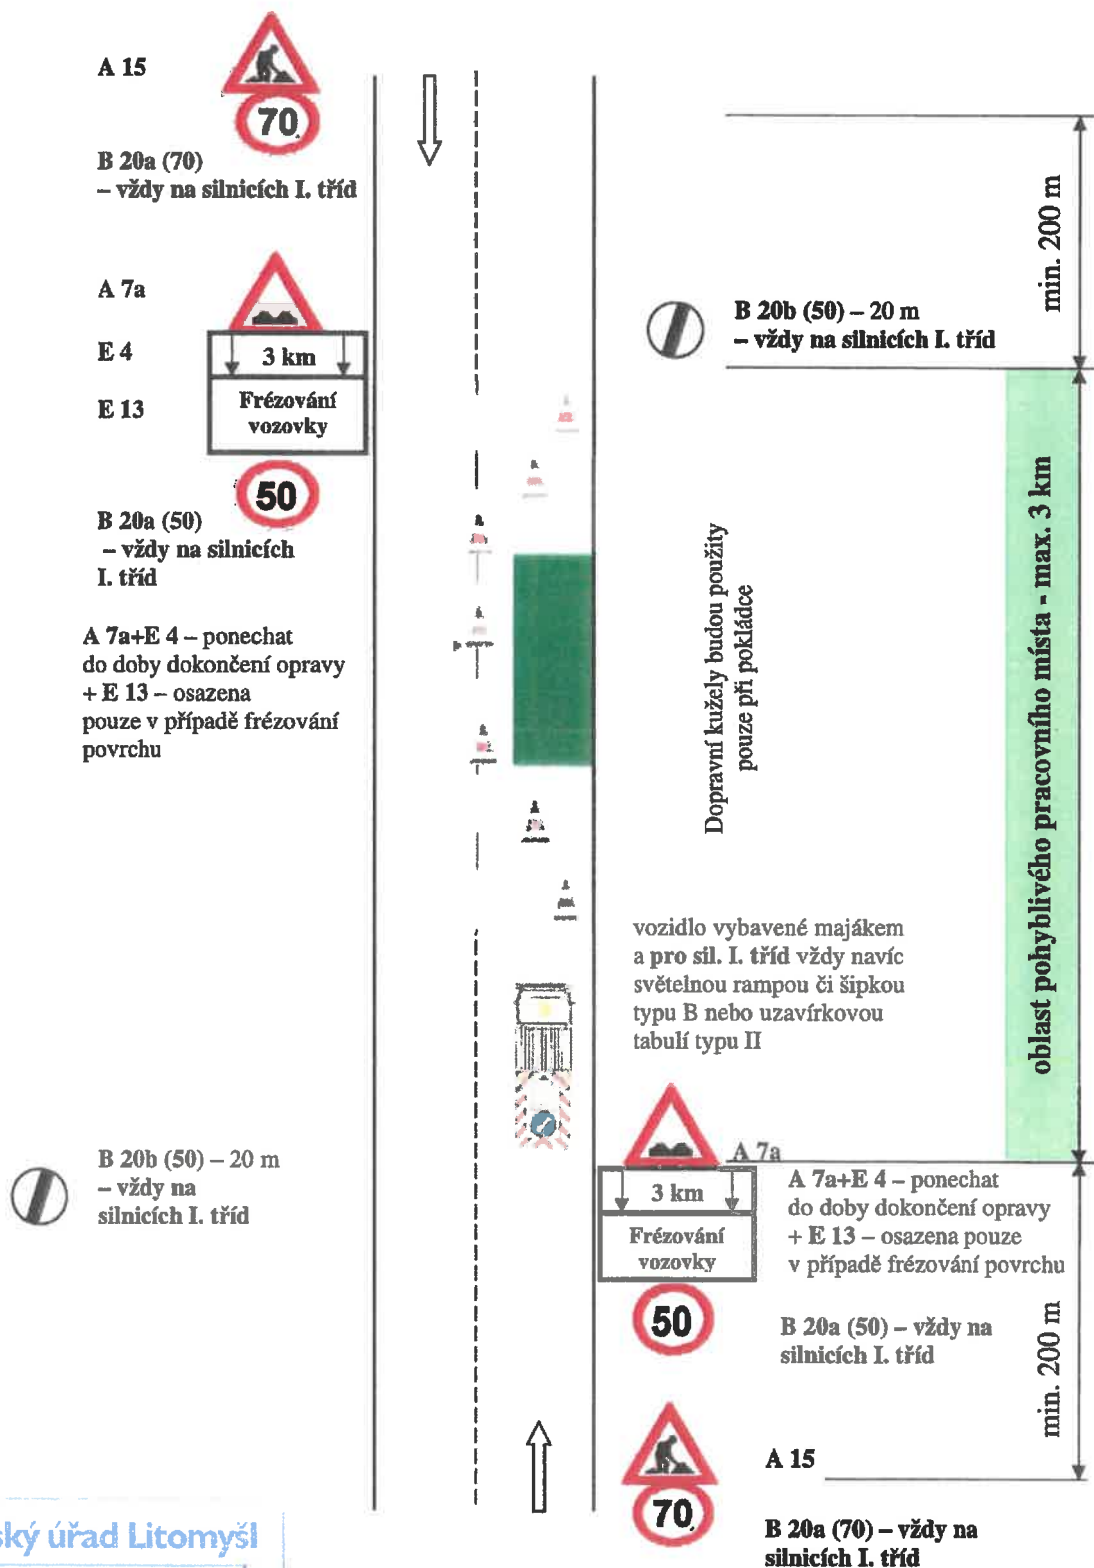 A 15
70
B 20a (70)
– vždy na silnicích I. tříd
A 7a
E 4
3 km
E 13
Frézování
vozovky
50
B 20a (50)
– vždy na silnicích
I. tříd
A 7a+E 4 – ponechat
do doby dokončení opravy
+ E 13 – osazena
pouze v případě frézování
povrchu
min. 200 m
B 20b (50) – 20 m
– vždy na silnicích I. tříd
oblast pohyblivého pracovního místa - max. 3 km
Dopravní kužely budou použity
pouze při pokládce
vozidlo vybavené majákem
a pro sil. I. tříd vždy navíc
světelnou rampou či šipkou
typu B nebo uzavírkovou
tabulí typu II
B 20b (50) – 20 m
– vždy na
silnicích I. tříd
A 7a
3 km
Frézování
vozovky
A 7a+E 4 – ponechat
do doby dokončení opravy
+ E 13 – osazena pouze
v případě frézování povrchu
50
B 20a (50) – vždy na
silnicích I. tříd
min. 200 m
A 15
70
B 20a (70) – vždy na
silnicích I. tříd
ský úřad Litomyšl